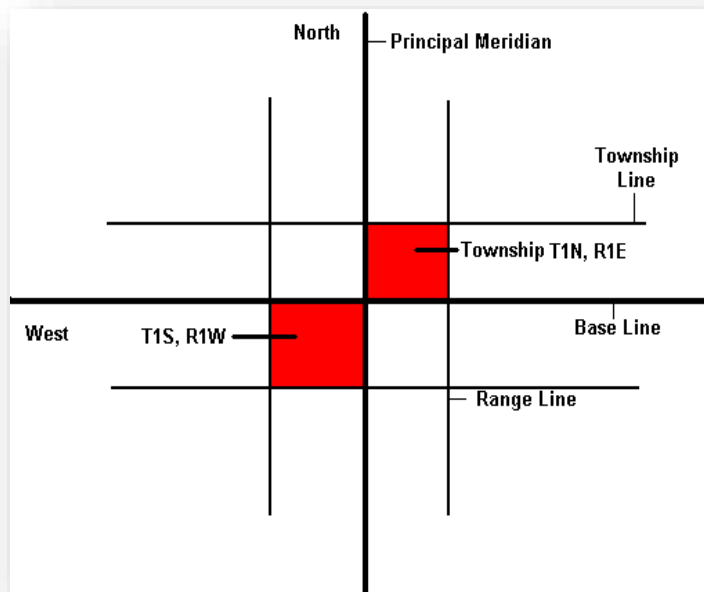 North
Principal Meridian
Township
Line
Township T1N, R1E
West
T1S, R1W
Base Line
Range Line